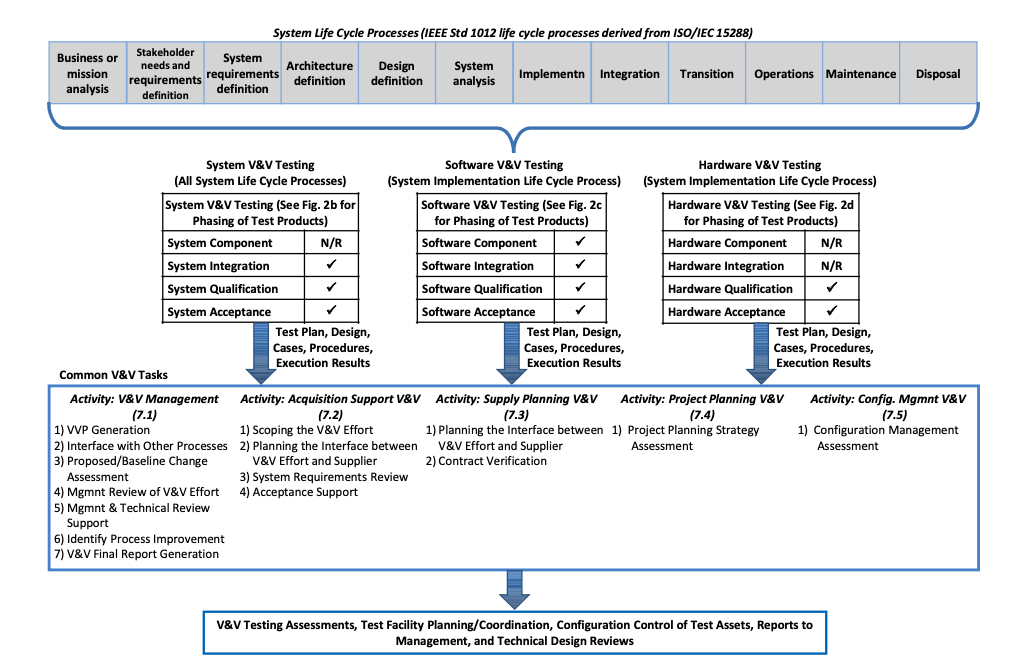 System Life Cycle Processes (IEEE Std 1012 life cycle processes derived from ISO/IEC 15288)
Business or
mission
analysis
Stakeholder
needs and
requirements
definition
System
requirements
definition
Architecture
definition
Design
definition
System
analysis
Implementn
Integration
Transition
Operations
Maintenance
Disposal
System V&V Testing
(All System Life Cycle Processes)
System V&V Testing (See Fig. 2b for
Phasing of Test Products)
System Component N/R
System Integration ✓
System Qualification ✓
System Acceptance ✓
Test Plan, Design,
Cases, Procedures,
Execution Results
Software V&V Testing
(System Implementation Life Cycle Process)
Software V&V Testing (See Fig. 2c
for Phasing of Test Products)
Software Component ✓
Software Integration ✓
Software Qualification ✓
Software Acceptance ✓
Test Plan, Design,
Cases, Procedures,
Execution Results
Hardware V&V Testing
(System Implementation Life Cycle Process)
Hardware V&V Testing (See Fig. 2d
for Phasing of Test Products)
Hardware Component N/R
Hardware Integration N/R
Hardware Qualification ✓
Hardware Acceptance ✓
Test Plan, Design,
Cases, Procedures,
Execution Results
Common V&V Tasks
Activity: V&V Management
(7.1)
1) VVP Generation
2) Interface with Other Processes
3) Proposed/Baseline Change
Assessment
4) Mgmnt Review of V&V Effort
5) Mgmnt & Technical Review
Support
6) Identify Process Improvement
7) V&V Final Report Generation
Activity: Acquisition Support V&V
(7.2)
1) Scoping the V&V Effort
2) Planning the Interface between
V&V Effort and Supplier
3) System Requirements Review
4) Acceptance Support
Activity: Supply Planning V&V
(7.3)
1) Planning the Interface between
V&V Effort and Supplier
2) Contract Verification
Activity: Project Planning V&V
(7.4)
1) Project Planning Strategy
Assessment
Activity: Config. Mgmnt V&V
(7.5)
1) Configuration Management
Assessment
V&V Testing Assessments, Test Facility Planning/Coordination, Configuration Control of Test Assets, Reports to
Management, and Technical Design Reviews